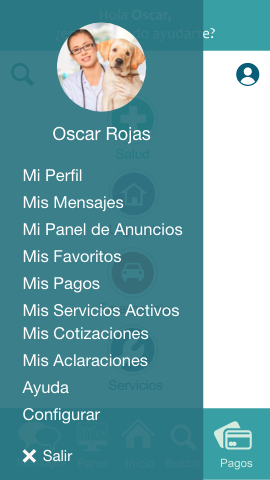 Hola Oscar,
ayudarte?
Oscar Rojas
Salud
Mi Perfil
Mis Mensajes
Mi Panel de Anuncios
Mis Favoritos
Mis Pagos
Mis Servicios Activos
Mis Cotizaciones
Mis Aclaraciones
Servicios
Ayuda
Configurar
Salir
Pagos